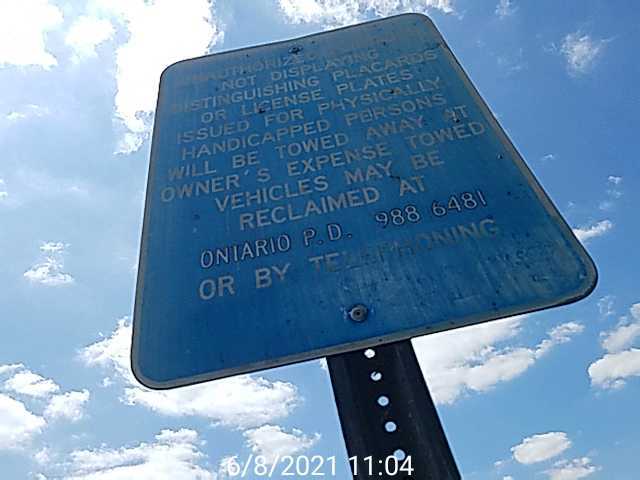 UNAUTHORIZED
NOT DISPLAYING
DISTINGUISHING PLACARDS
OR LICENSE PLATES
ISSUED FOR PHYSICALLY
HANDICAPPED PERSONS
WILL BE TOWED AWAY AT
OWNER'S EXPENSE TOWED
VEHICLES MAY BE
RECLAIMED AT
ONTARIO P.D. 988 6481
OR BY TELEPHONING
6/8/2021 11:04